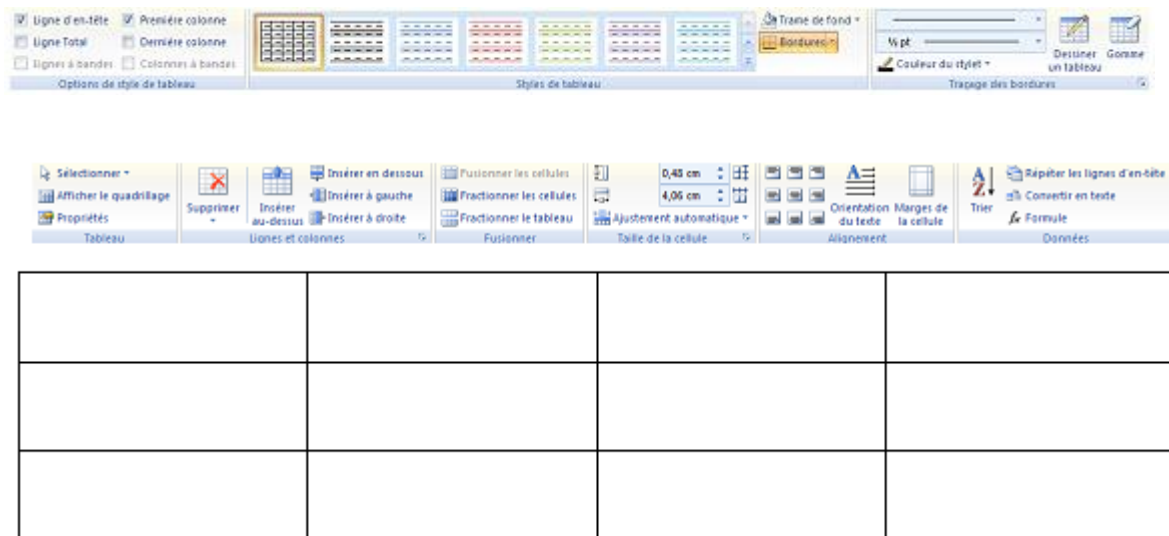 Ligne d'en-tête Première colonne Trame de fond
Ligne Total Dernière colonne Bordures ½ pt
Lignes à bandes Colonnes à bandes Couleur du stylet Dessiner un tableau Gomme
Options de style de tableau Styles de tableau Traçage des bordures
Sélectionner Insérer en dessous Fusionner les cellules 0,48 cm Répéter les lignes d'en-tête
Afficher le quadrillage Supprimer Insérer au-dessus Insérer à gauche Fractionner les cellules 4,06 cm Orientation du texte Marges de la cellule Trier Convertir en texte
Propriétés Insérer à droite Fractionner le tableau Ajustement automatique Formule
Tableau Lignes et colonnes Fusionner Taille de la cellule Alignement Données